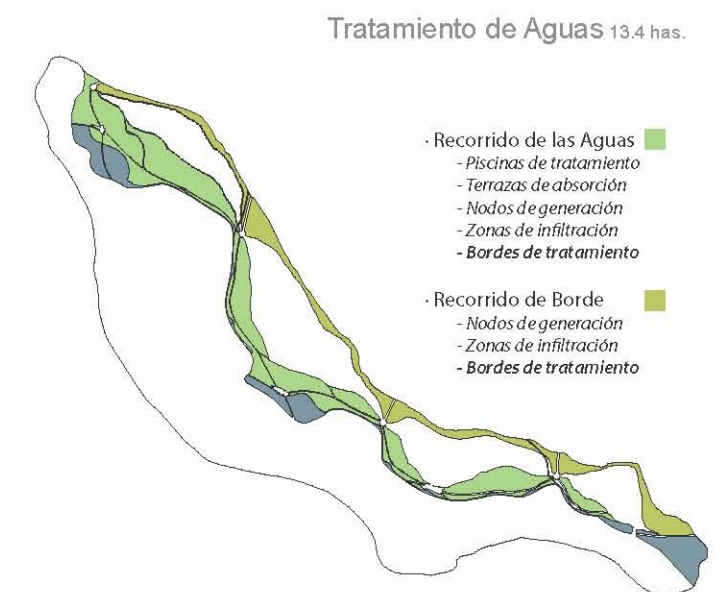 Tratamiento de Aguas 13.4 has.
· Recorrido de las Aguas
- Piscinas de tratamiento
- Terrazas de absorción
- Nodos de generación
- Zonas de infiltración
- Bordes de tratamiento
· Recorrido de Borde
- Nodos de generación
- Zonas de infiltración
- Bordes de tratamiento